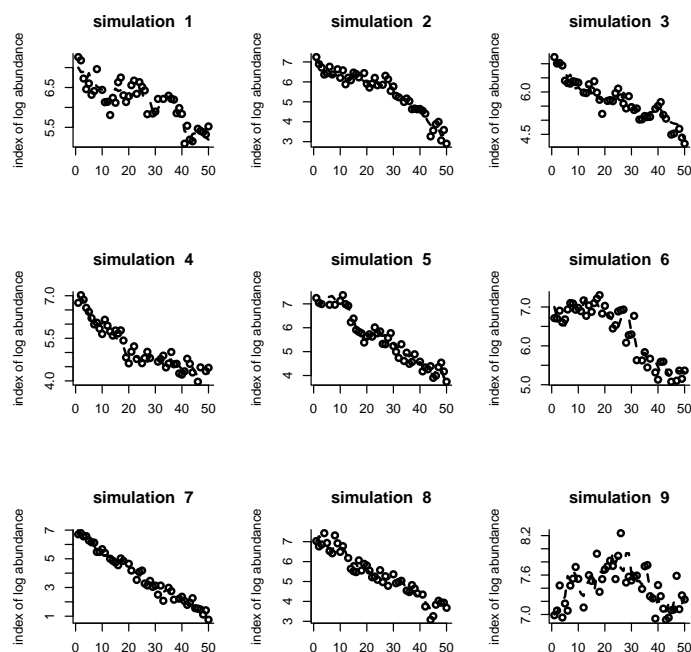 simulation 1
simulation 2
simulation 3
index of log abundance
6.5
5.5
0 10 20 30 40 50
index of log abundance
7
6
5
4
3
0 10 20 30 40 50
index of log abundance
6.0
4.5
0 10 20 30 40 50
simulation 4
simulation 5
simulation 6
index of log abundance
7.0
4.0
0 10 20 30 40 50
index of log abundance
7
6
5
4
0 10 20 30 40 50
index of log abundance
7.0
6.0
5.0
0 10 20 30 40 50
simulation 7
simulation 8
simulation 9
index of log abundance
7
5
3
1
0 10 20 30 40 50
index of log abundance
7
6
5
4
3
0 10 20 30 40 50
index of log abundance
8.2
7.6
7.0
0 10 20 30 40 50